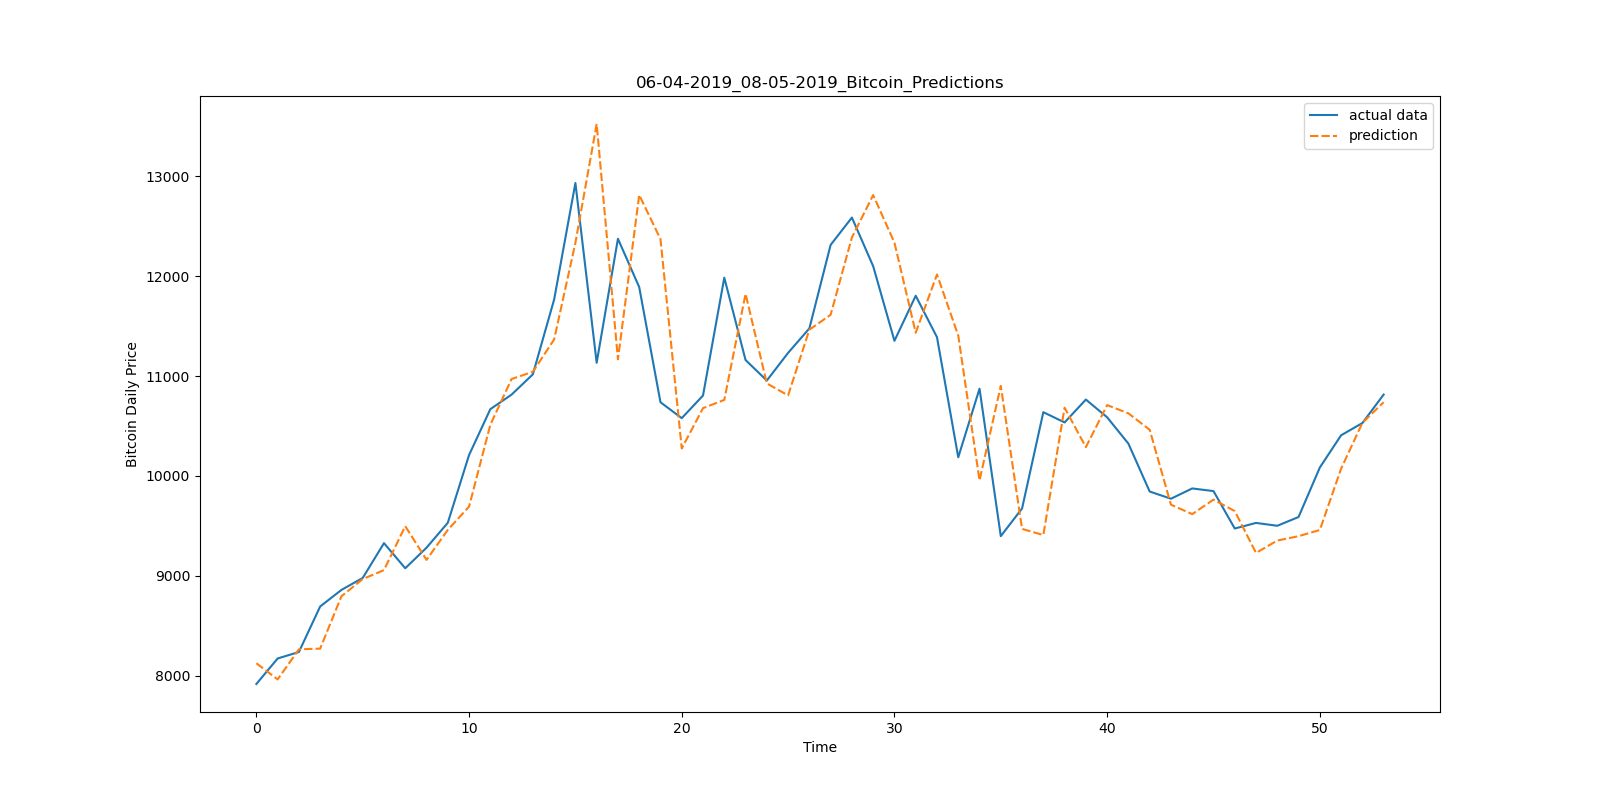 06-04-2019_08-05-2019_Bitcoin_Predictions
actual data
prediction
13000
12000
11000
10000
9000
8000
Bitcoin Daily Price
0 10 20 30 40 50
Time